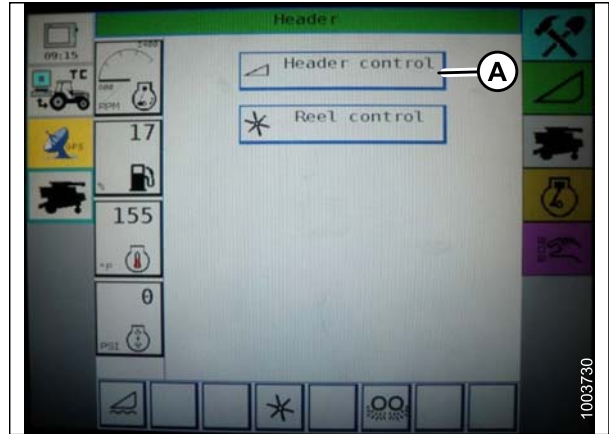 Header
09:15
TC
GPS
RPM
17
%
155
°F
0
PSI
Header control
A
Reel control
1003730